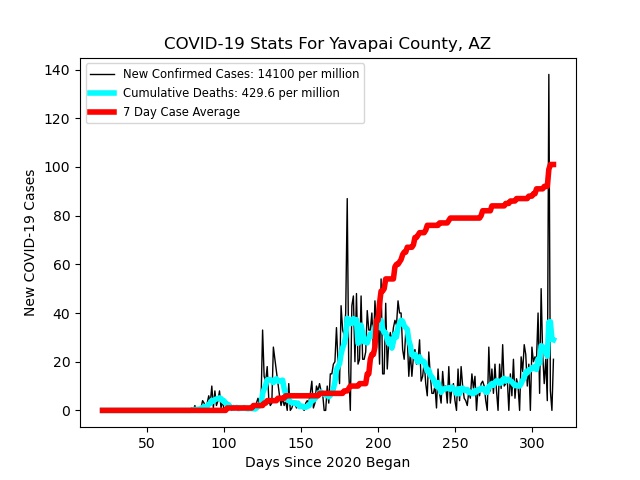 COVID-19 Stats For Yavapai County, AZ
New Confirmed Cases: 14100 per million
Cumulative Deaths: 429.6 per million
7 Day Case Average
140
120
100
80
60
40
20
0
New COVID-19 Cases
50 100 150 200 250 300
Days Since 2020 Began